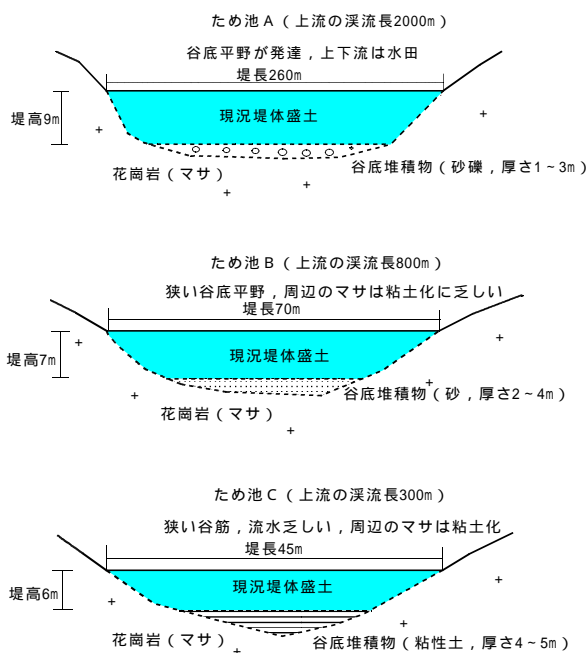 ため池A(上流の渓流長2000m)
谷底平野が発達,上下流は水田
堤長260m
堤高9m
現況堤体盛土
谷底堆積物(砂礫,厚さ1~3m)
花崗岩(マサ)
ため池B(上流の渓流長800m)
狭い谷底平野,周辺のマサは粘土化に乏しい
堤長70m
堤高7m
現況堤体盛土
谷底堆積物(砂,厚さ2~4m)
花崗岩(マサ)
ため池C(上流の渓流長300m)
狭い谷筋,流水乏しい,周辺のマサは粘土化
堤長45m
堤高6m
現況堤体盛土
花崗岩(マサ)
谷底堆積物(粘性土,厚さ4~5m)